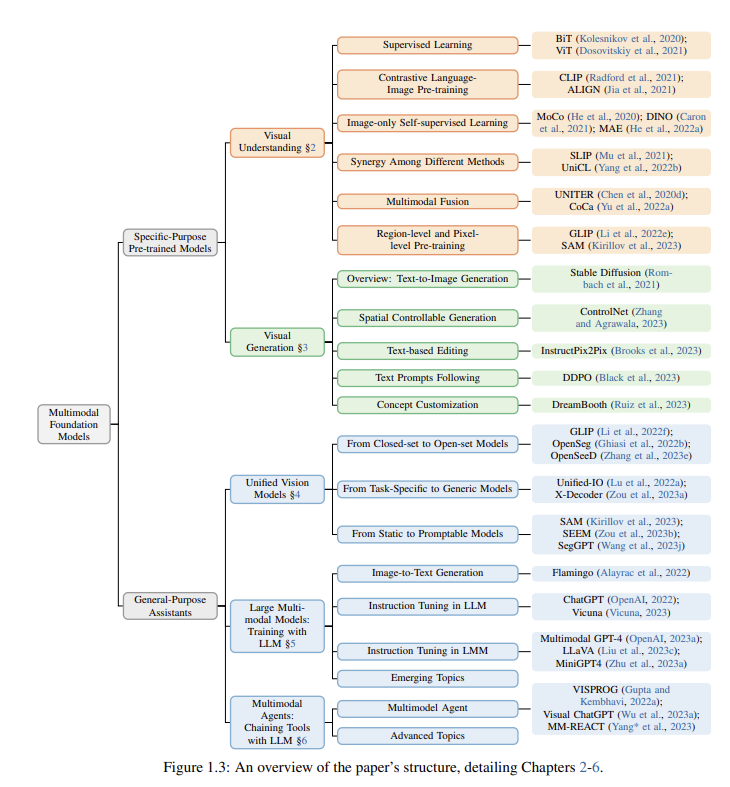 Multimodal
Foundation
Models
Specific-Purpose
Pre-trained Models
Visual
Understanding §2
Supervised Learning
BiT (Kolesnikov et al., 2020);
ViT (Dosovitskiy et al., 2021)
Contrastive Language-
Image Pre-training
CLIP (Radford et al., 2021);
ALIGN (Jia et al., 2021)
Image-only Self-supervised Learning
MoCo (He et al., 2020); DINO (Caron
et al., 2021); MAE (He et al., 2022a)
Synergy Among Different Methods
SLIP (Mu et al., 2021);
UniCL (Yang et al., 2022b)
Multimodal Fusion
UNITER (Chen et al., 2020d);
CoCa (Yu et al., 2022a)
Region-level and Pixel-
level Pre-training
GLIP (Li et al., 2022e);
SAM (Kirillov et al., 2023)
Visual
Generation §3
Overview: Text-to-Image Generation
Stable Diffusion (Rom-
bach et al., 2021)
Spatial Controllable Generation
ControlNet (Zhang
and Agrawala, 2023)
Text-based Editing
InstructPix2Pix (Brooks et al., 2023)
Text Prompts Following
DDPO (Black et al., 2023)
Concept Customization
DreamBooth (Ruiz et al., 2023)
General-Purpose
Assistants
Unified Vision
Models §4
From Closed-set to Open-set Models
GLIP (Li et al., 2022f);
OpenSeg (Ghiasi et al., 2022b);
OpenSeeD (Zhang et al., 2023e)
From Task-Specific to Generic Models
Unified-IO (Lu et al., 2022a);
X-Decoder (Zou et al., 2023a)
From Static to Promptable Models
SAM (Kirillov et al., 2023);
SEEM (Zou et al., 2023b);
SegGPT (Wang et al., 2023j)
Large Multi-
modal Models:
Training with
LLM §5
Image-to-Text Generation
Flamingo (Alayrac et al., 2022)
Instruction Tuning in LLM
ChatGPT (OpenAI, 2022);
Vicuna (Vicuna, 2023)
Instruction Tuning in LMM
Multimodal GPT-4 (OpenAI, 2023a);
LLaVA (Liu et al., 2023c);
MiniGPT4 (Zhu et al., 2023a)
Emerging Topics
Multimodal
Agents:
Chaining Tools
with LLM §6
Multimodel Agent
VISPROG (Gupta and
Kembhavi, 2022a);
Visual ChatGPT (Wu et al., 2023a);
MM-REACT (Yang* et al., 2023)
Advanced Topics
Figure 1.3: An overview of the paper's structure, detailing Chapters 2-6.